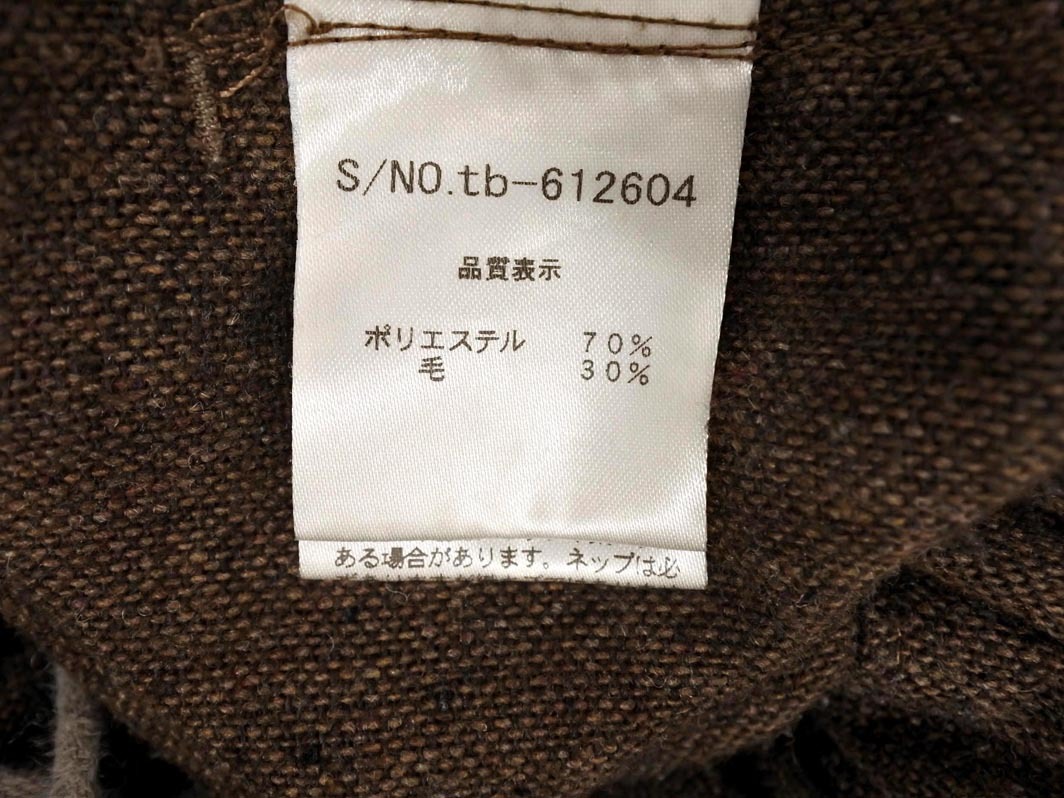 S/NO.tb-612604
品質表示
ポリエステル 70%
毛 30%
ある場合があります。ネップは必